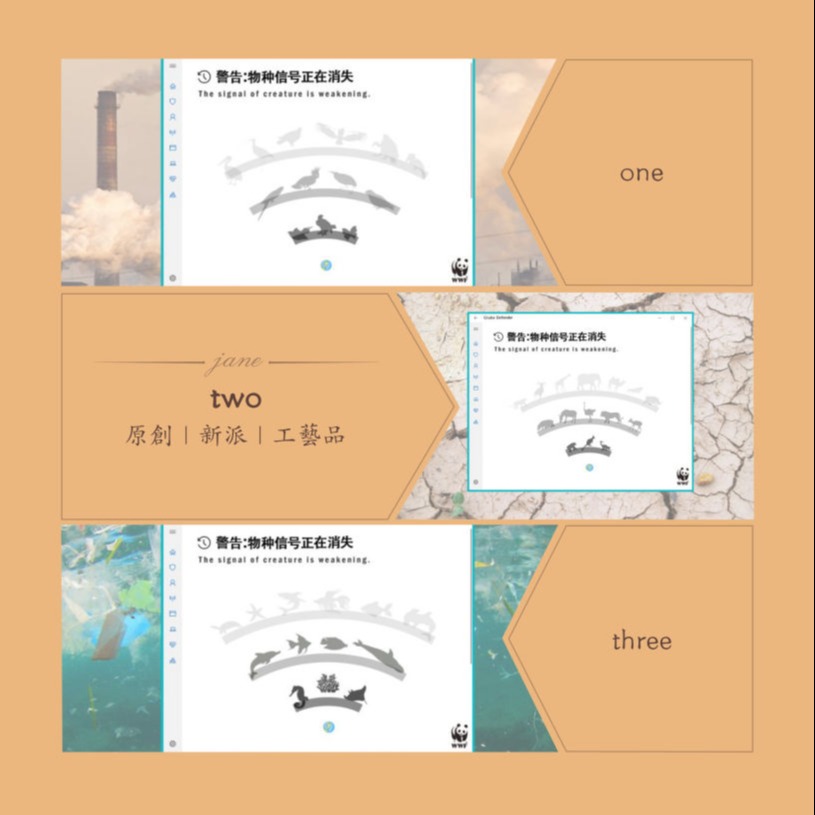 警告:物种信号正在消失
The signal of creature is weakening.
WWF
one
jane
two
原創|新派|工藝品
Globe Defender
警告:物种信号正在消失
The signal of creature is weakening.
WWF
警告:物种信号正在消失
The signal of creature is weakening.
WWF
three